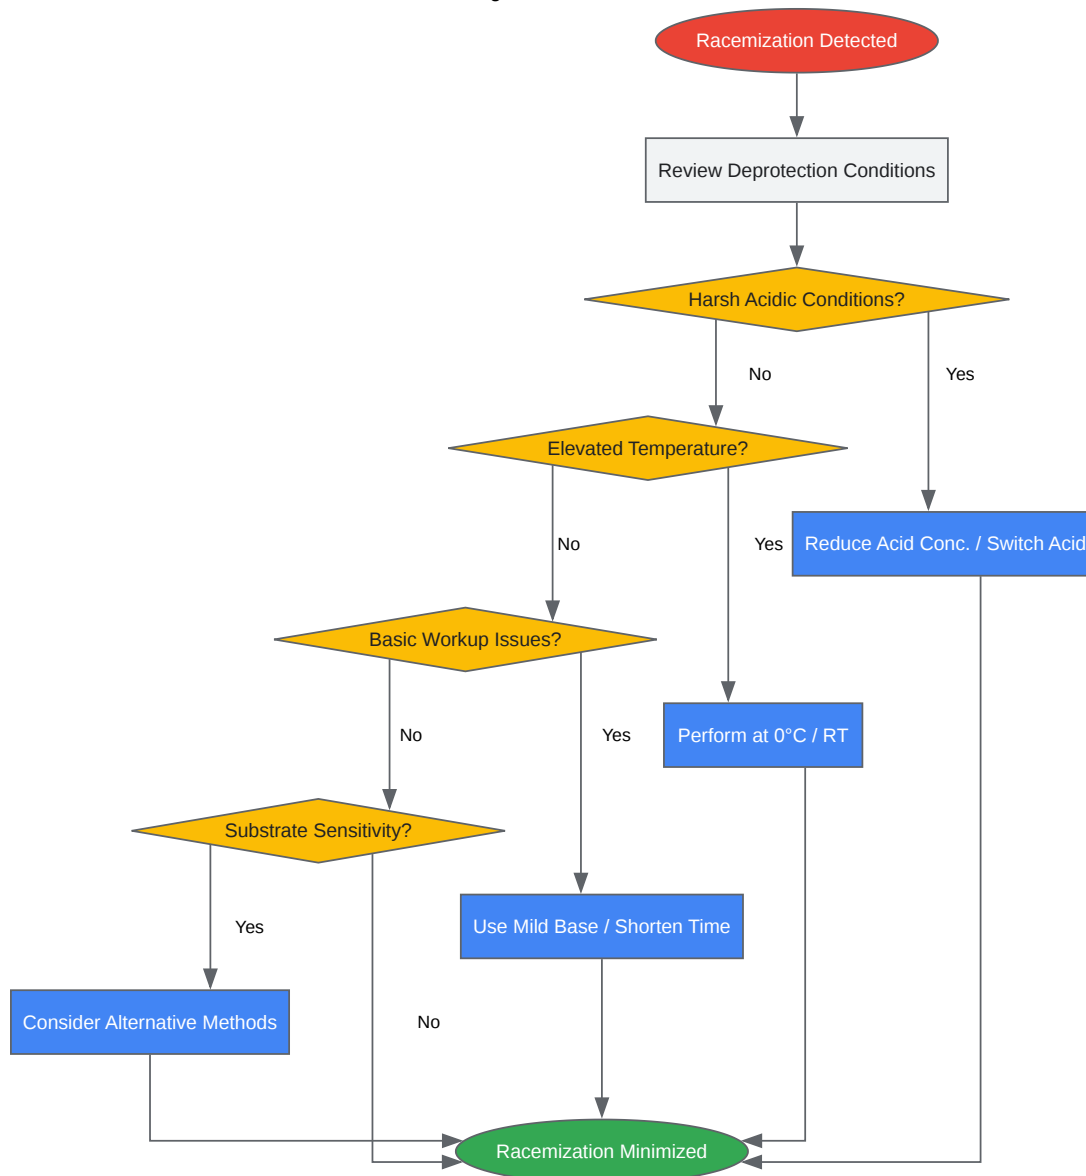 Racemization Detected
Review Deprotection Conditions
Harsh Acidic Conditions?
No
Yes
Elevated Temperature?
No
Yes
Reduce Acid Conc. / Switch Acid
Basic Workup Issues?
No
Yes
Perform at 0°C / RT
Substrate Sensitivity?
Yes
Use Mild Base / Shorten Time
Consider Alternative Methods
No
Racemization Minimized